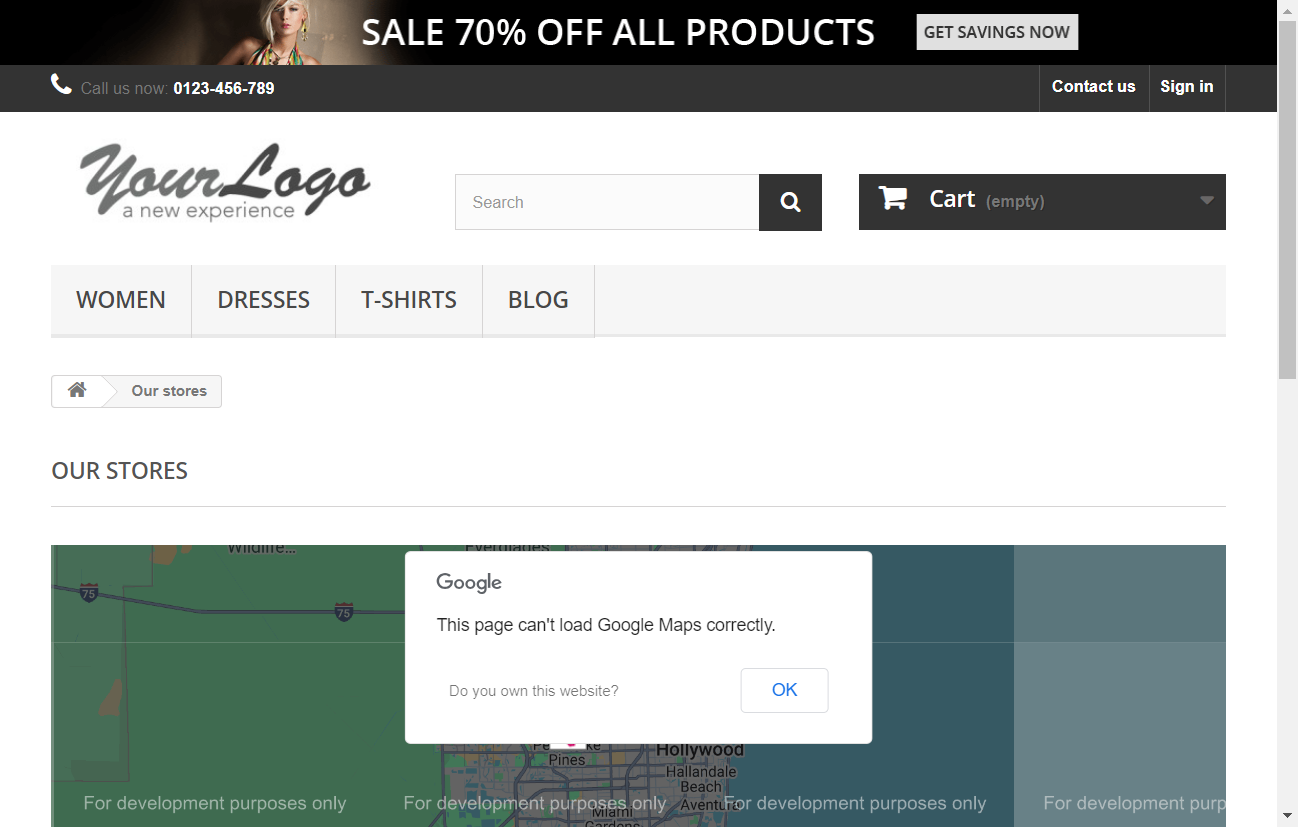 SALE 70% OFF ALL PRODUCTS
GET SAVINGS NOW
Call us now: 0123-456-789
Contact us
Sign in
YourLogo
a new experience
Search
Cart (empty)
WOMEN
DRESSES
T-SHIRTS
BLOG
Our stores
OUR STORES
Wildlife...
Everglades
75
75
Google
This page can't load Google Maps correctly.
Do you own this website?
OK
Hollywood
Pines
Hallandale
Beach
Aventura
For development purposes only
For development purposes only
For development purposes only
For development purp
Miami
Gardens